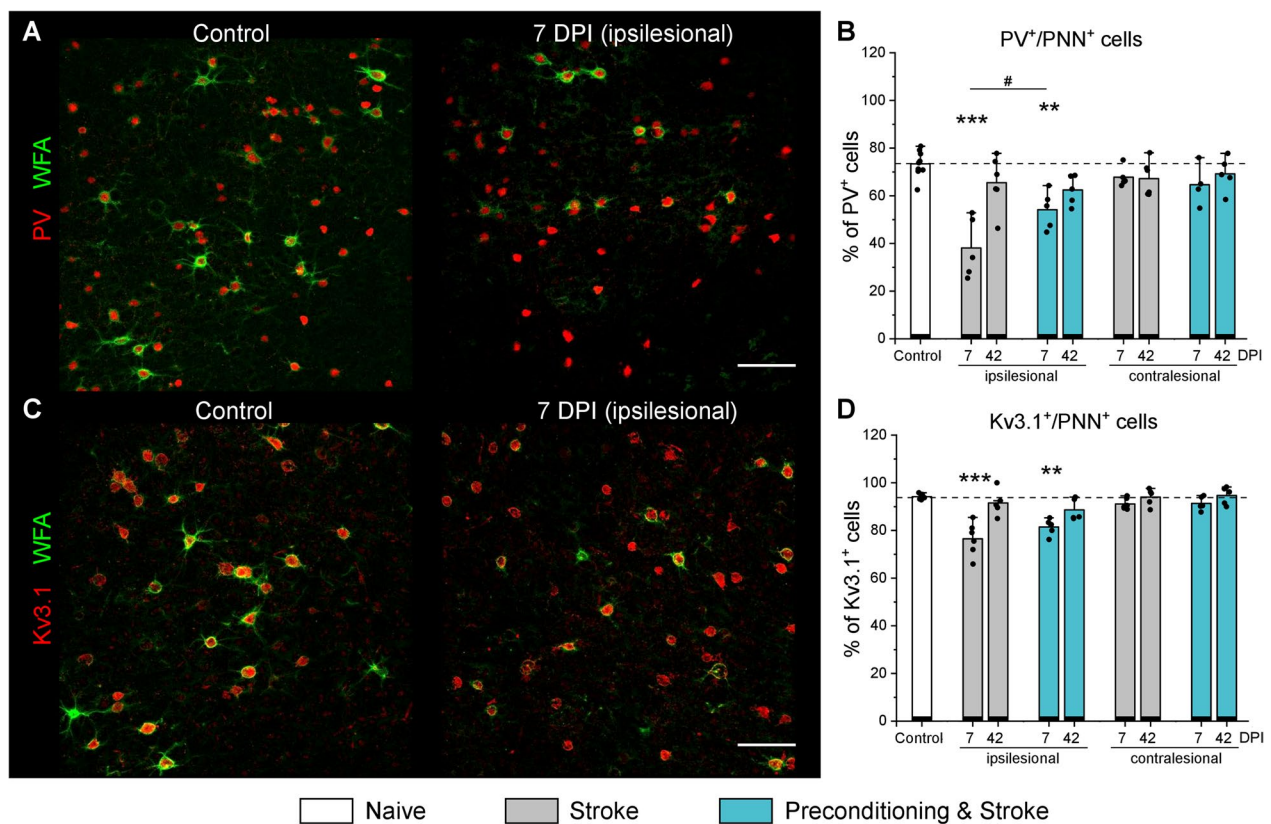 A
Control
7 DPI (ipsilesional)
PV WFA
B
PV⁺/PNN⁺ cells
% of PV⁺ cells
120
100
80
60
40
20
0
#
***
**
Control
7 42 7 42 7 42 7 42 DPI
ipsilesional contralesional
C
Control
7 DPI (ipsilesional)
Kv3.1 WFA
D
Kv3.1⁺/PNN⁺ cells
% of Kv3.1⁺ cells
120
100
80
60
40
20
0
***
**
Control
7 42 7 42 7 42 7 42 DPI
ipsilesional contralesional
Naive Stroke Preconditioning & Stroke